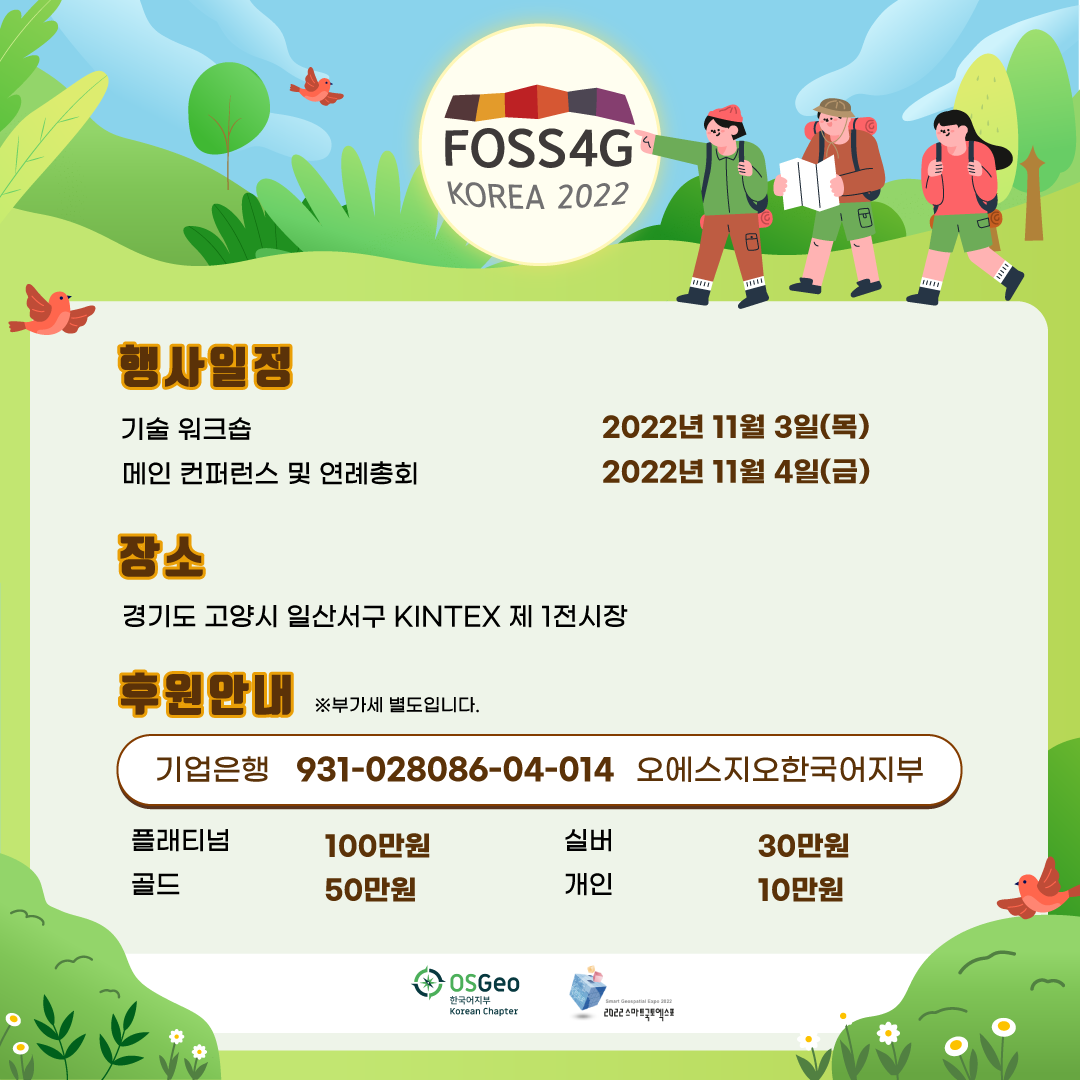 FOSS4G
KOREA 2022
행사일정
기술 워크숍 2022년 11월 3일(목)
메인 컨퍼런스 및 연례총회 2022년 11월 4일(금)
장소
경기도 고양시 일산서구 KINTEX 제 1전시장
후원안내 ※부가세 별도입니다.
기업은행 931-028086-04-014 오에스지오한국어지부
플래티넘 100만원 실버 30만원
골드 50만원 개인 10만원
OSGeo
한국어지부
Korean Chapter
Smart Geospatial Expo 2022
2022 스마트국토엑스포